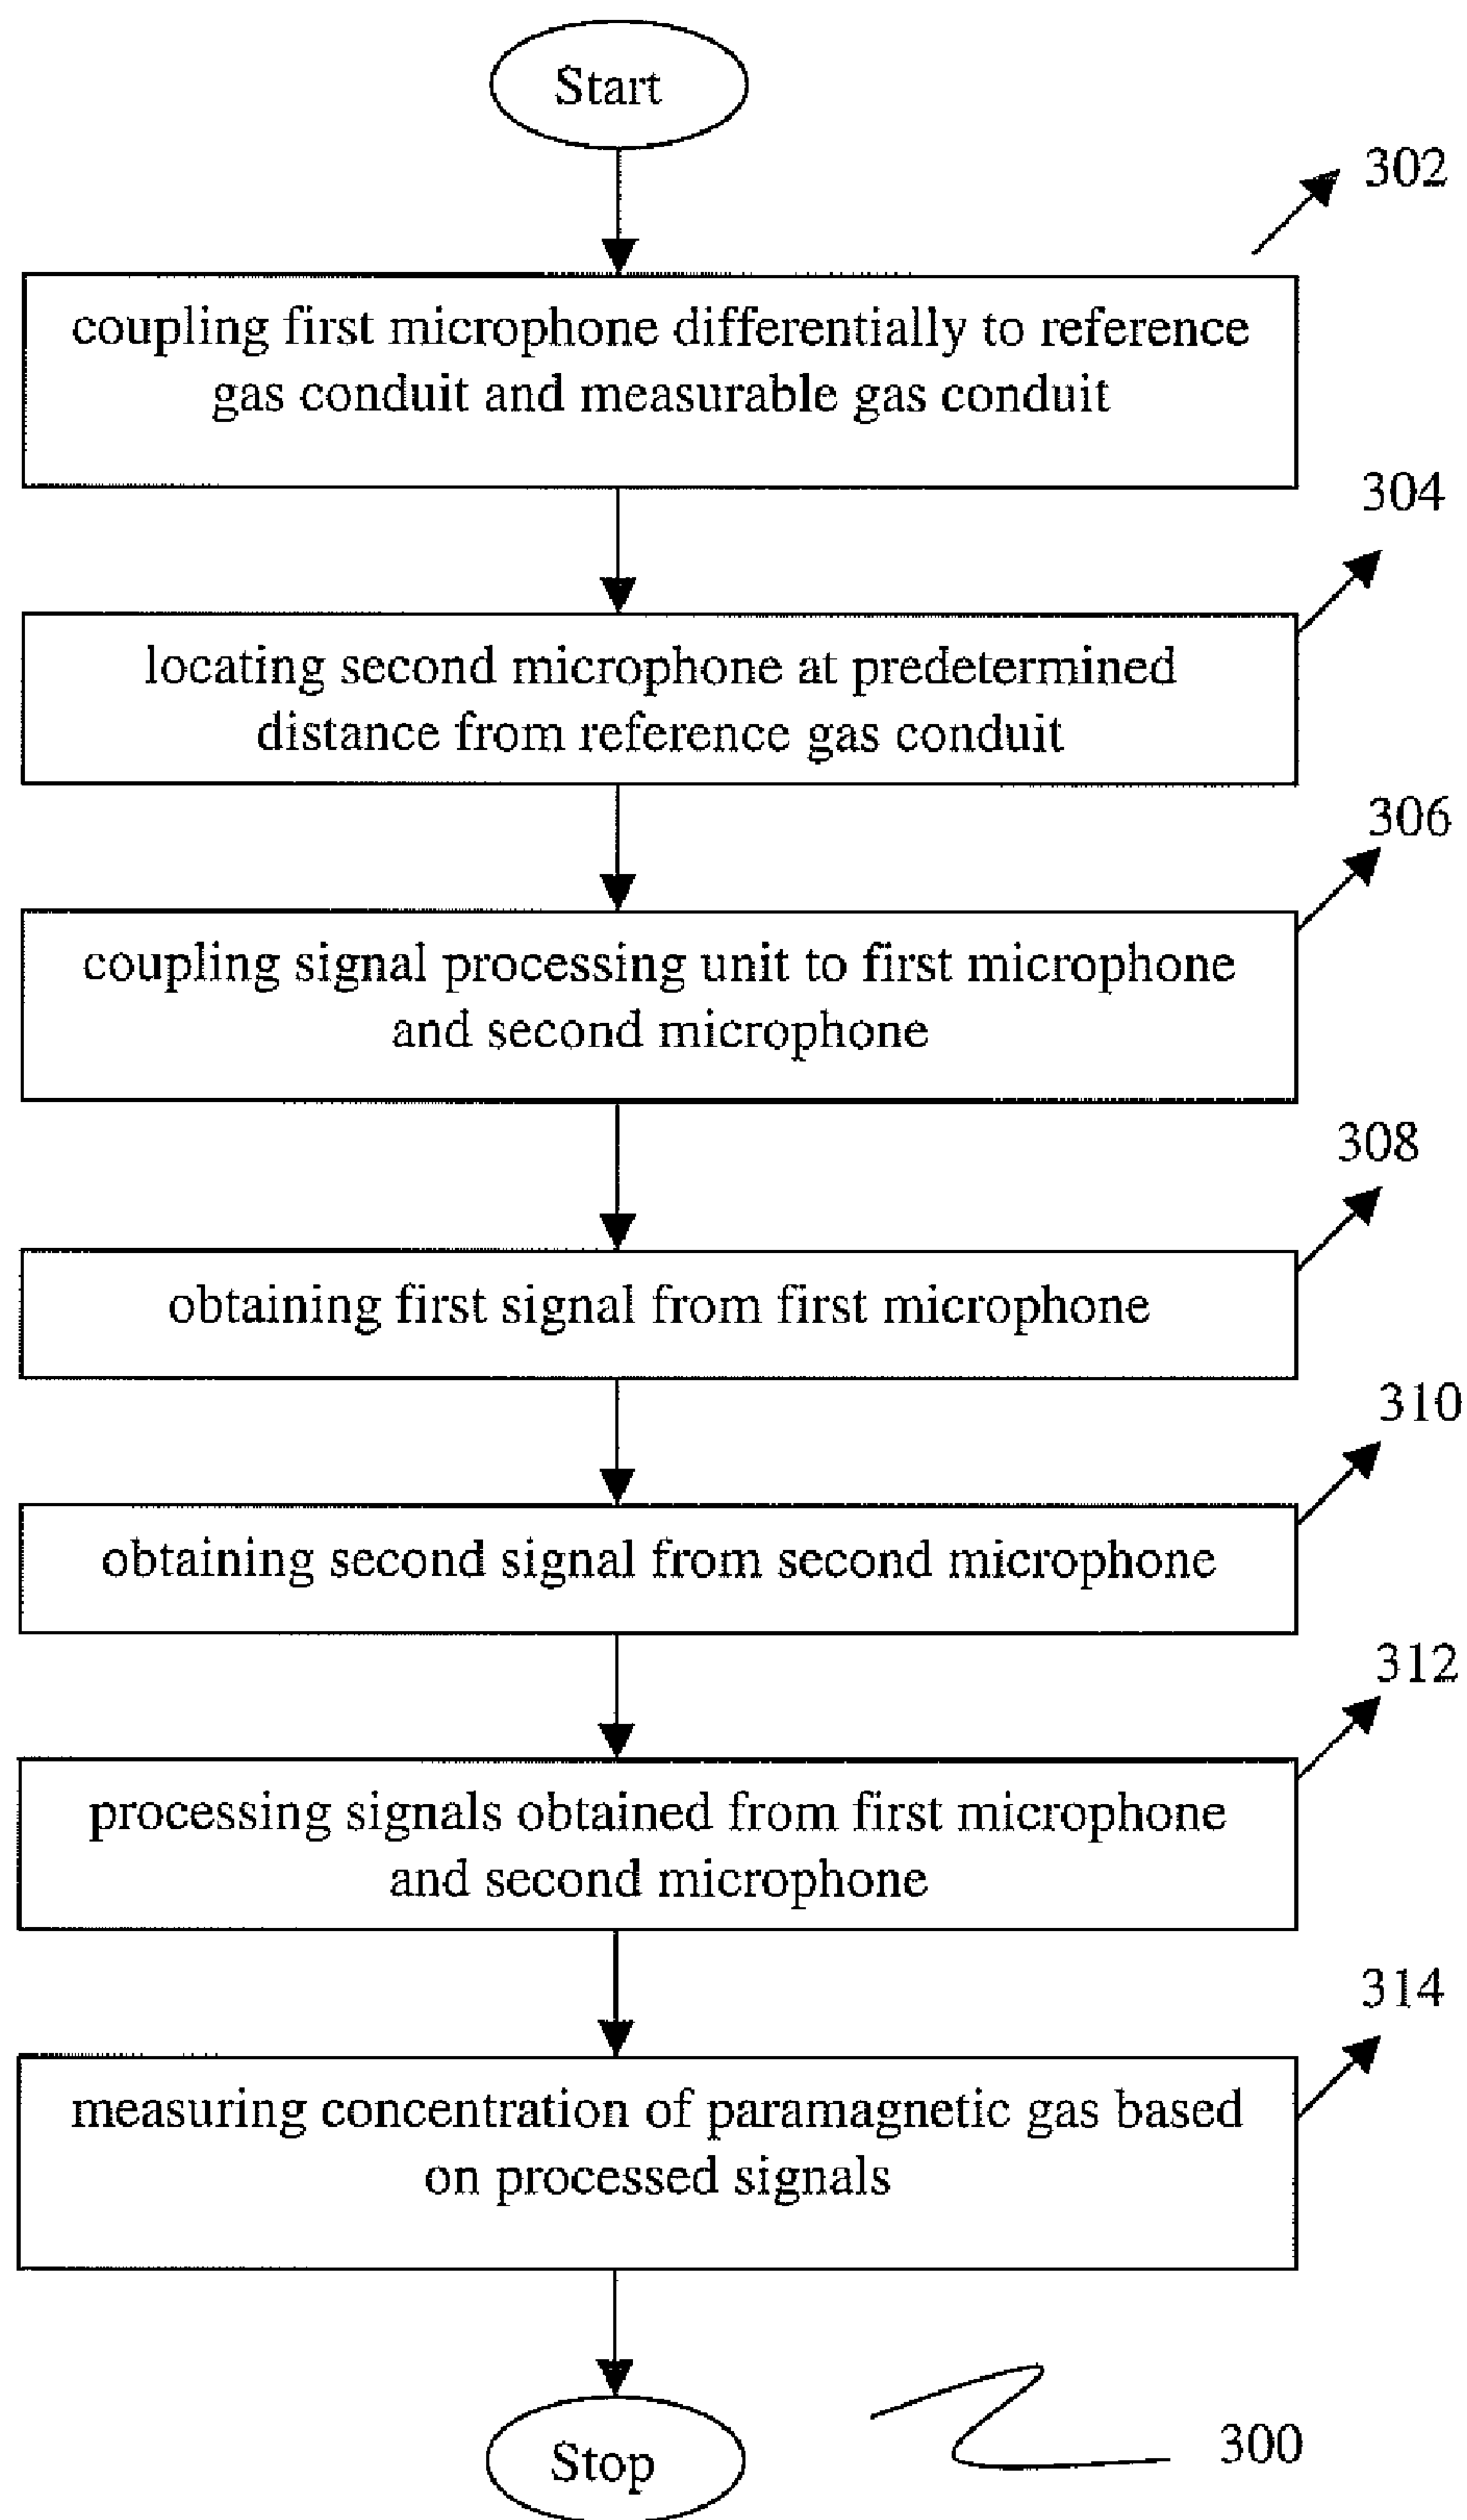 Start
302
coupling first microphone differentially to reference
gas conduit and measurable gas conduit
304
locating second microphone at predetermined
distance from reference gas conduit
306
coupling signal processing unit to first microphone
and second microphone
308
obtaining first signal from first microphone
310
obtaining second signal from second microphone
312
processing signals obtained from first microphone
and second microphone
314
measuring concentration of paramagnetic gas based
on processed signals
Stop
300